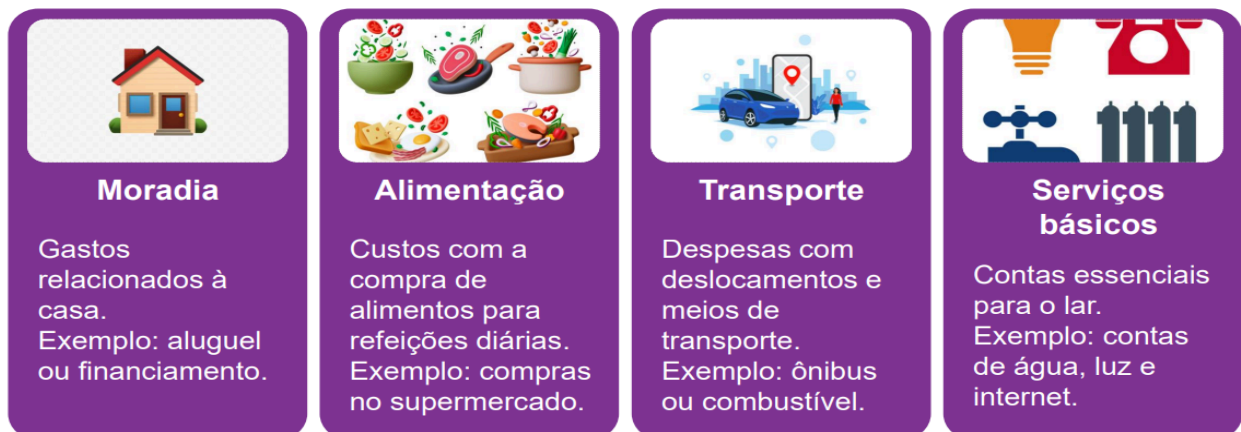 Moradia
Gastos
relacionados à
casa.
Exemplo: aluguel
ou financiamento.
Alimentação
Custos com a
compra de
alimentos para
refeições diárias.
Exemplo: compras
no supermercado.
Transporte
Despesas com
deslocamentos e
meios de
transporte.
Exemplo: ônibus
ou combustível.
Serviços
básicos
Contas essenciais
para o lar.
Exemplo: contas
de água, luz e
internet.